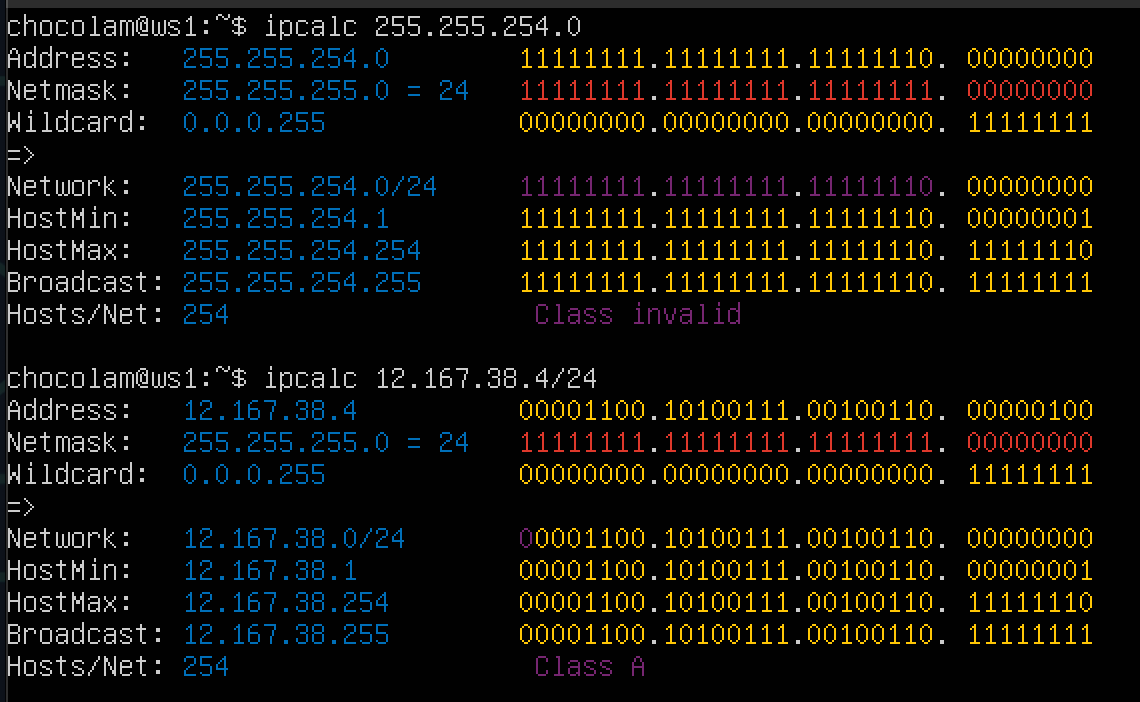 chocolam@ws1:~$ ipcalc 255.255.254.0
Address:   255.255.254.0        11111111.11111111.11111110. 00000000
Netmask:   255.255.255.0 = 24   11111111.11111111.11111111. 00000000
Wildcard:  0.0.0.255            00000000.00000000.00000000. 11111111
=>
Network:   255.255.254.0/24     11111111.11111111.11111110. 00000000
HostMin:   255.255.254.1        11111111.11111111.11111110. 00000001
HostMax:   255.255.254.254      11111111.11111111.11111110. 11111110
Broadcast: 255.255.254.255      11111111.11111111.11111110. 11111111
Hosts/Net: 254                   Class invalid
chocolam@ws1:~$ ipcalc 12.167.38.4/24
Address:   12.167.38.4          00001100.10100111.00100110. 00000100
Netmask:   255.255.255.0 = 24   11111111.11111111.11111111. 00000000
Wildcard:  0.0.0.255            00000000.00000000.00000000. 11111111
=>
Network:   12.167.38.0/24       00001100.10100111.00100110. 00000000
HostMin:   12.167.38.1          00001100.10100111.00100110. 00000001
HostMax:   12.167.38.254        00001100.10100111.00100110. 11111110
Broadcast: 12.167.38.255        00001100.10100111.00100110. 11111111
Hosts/Net: 254                   Class A